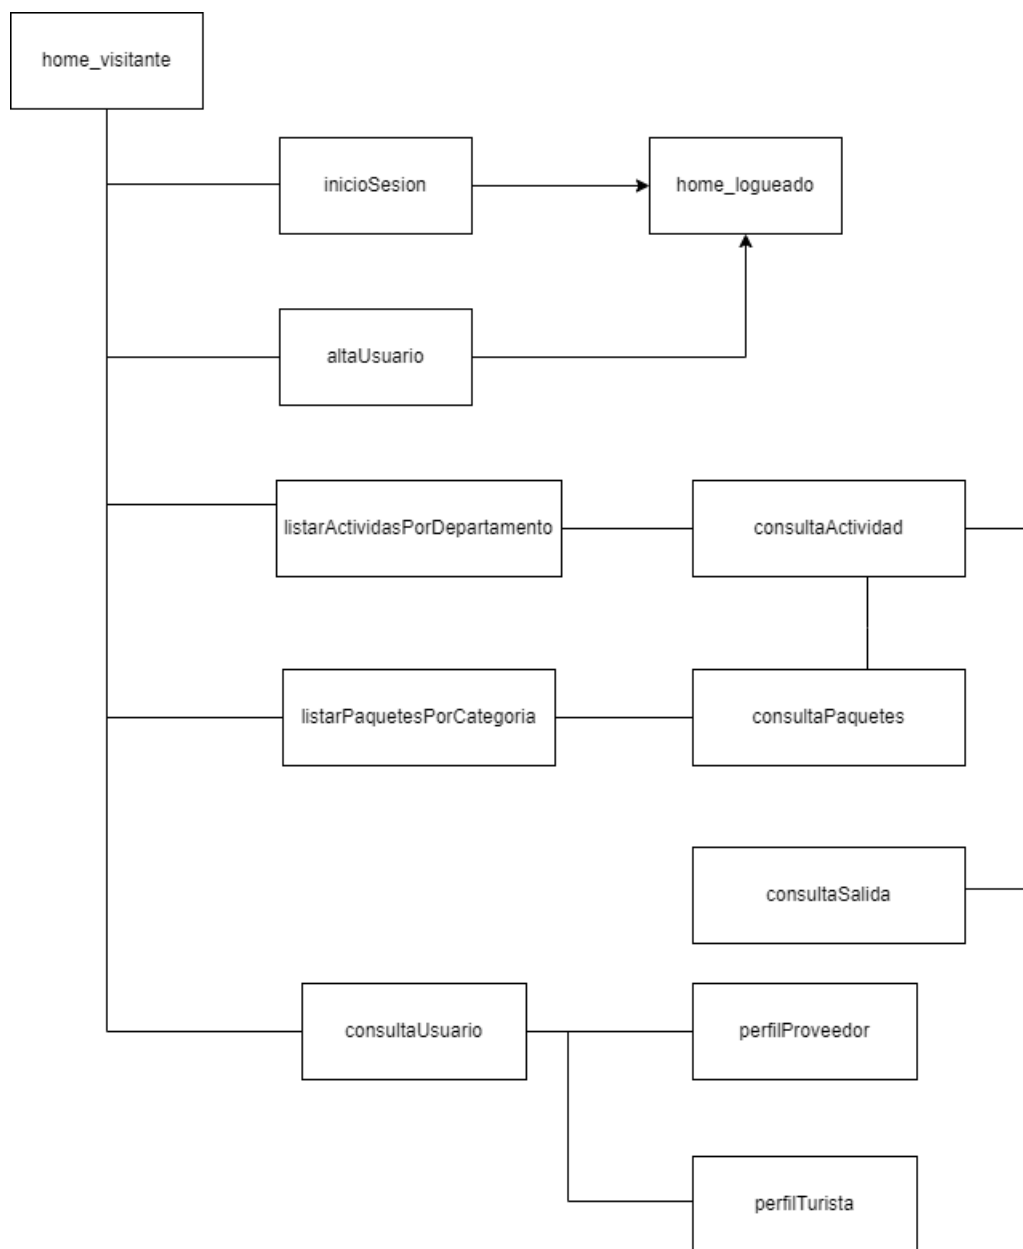 home_visitante
inicioSesion
home_logueado
altaUsuario
listarActividasPorDepartamento
consultaActividad
listarPaquetesPorCategoria
consultaPaquetes
consultaSalida
consultaUsuario
perfilProveedor
perfilTurista